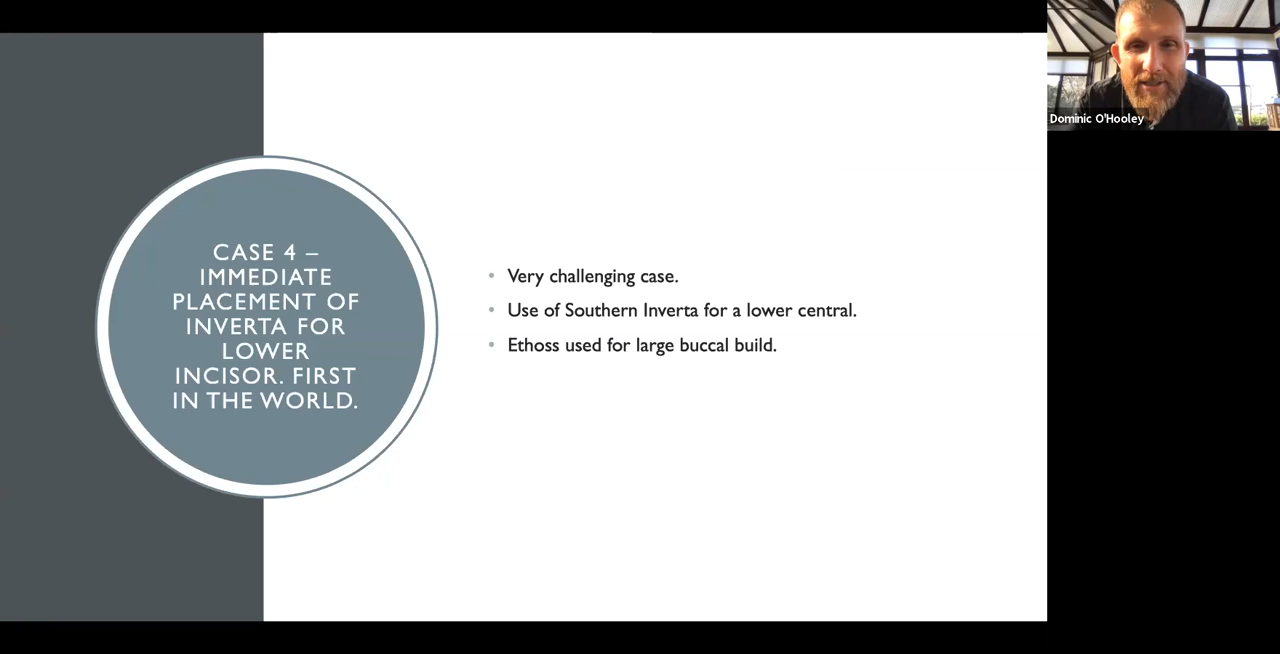 CASE 4 –
IMMEDIATE
PLACEMENT OF
INVERTA FOR
LOWER
INCISOR. FIRST
IN THE WORLD.
• Very challenging case.
• Use of Southern Inverta for a lower central.
• Ethoss used for large buccal build.
Dominic O'Hooley